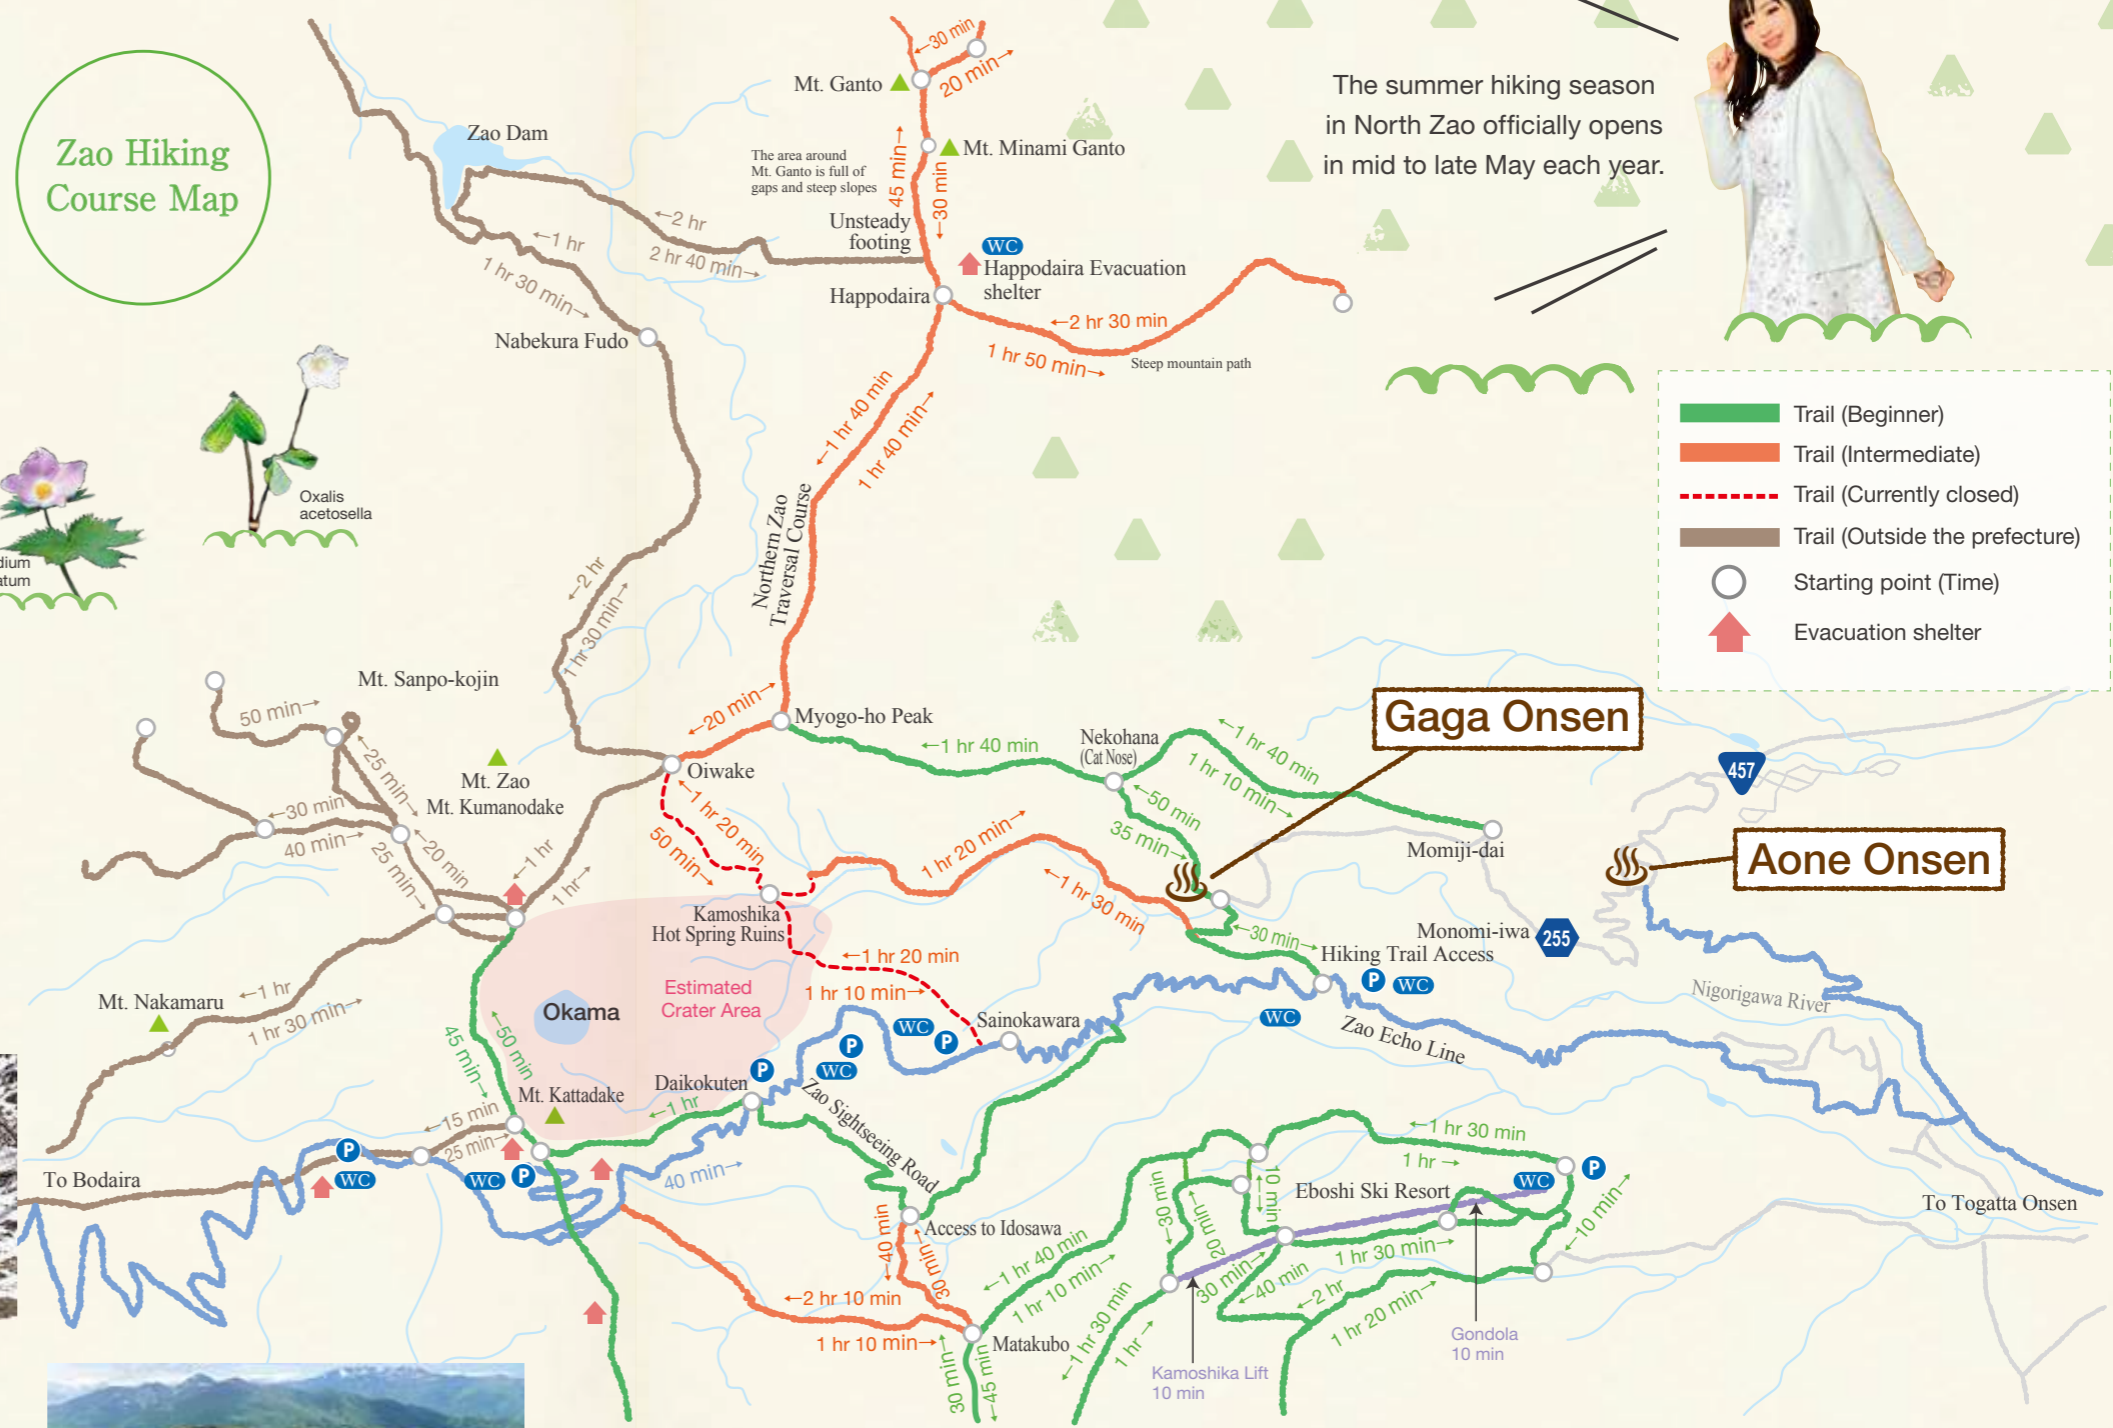 Zao Hiking
Course Map
The summer hiking season
in North Zao officially opens
in mid to late May each year.
Trail (Beginner)
Trail (Intermediate)
Trail (Currently closed)
Trail (Outside the prefecture)
Starting point (Time)
Evacuation shelter
Oxalis
acetosella
dium
atum
←30 min
20 min→
Mt. Ganto
Mt. Minami Ganto
The area around
Mt. Ganto is full of
gaps and steep slopes
45 min→
←30 min
Unsteady
footing
WC
Happodaira Evacuation
shelter
Happodaira
←2 hr 30 min
1 hr 50 min→
Steep mountain path
Zao Dam
←2 hr
2 hr 40 min→
←1 hr
1 hr 30 min→
Nabekura Fudo
←1 hr 40 min
1 hr 40 min→
Northern Zao
Traversal Course
←2 hr
1 hr 30 min→
Mt. Sanpo-kojin
50 min→
←25 min→
Mt. Zao
Mt. Kumanodake
←30 min
40 min→
←20 min
25 min→
←1 hr
1 hr→
←20 min→
Myogo-ho Peak
Oiwake
←1 hr 40 min
Nekohana
(Cat Nose)
←1 hr 40 min
1 hr 10 min→
Gaga Onsen
457
Aone Onsen
←50 min
35 min→
Momiji-dai
←1 hr 20 min
50 min→
1 hr 20 min→
←1 hr 30 min
Kamoshika
Hot Spring Ruins
←30 min→
Monomi-iwa
255
Hiking Trail Access
P
WC
WC
Nigorigawa River
Zao Echo Line
←1 hr 20 min
1 hr 10 min→
Estimated
Crater Area
Okama
Sainokawara
WC
P
P
WC
Mt. Nakamaru
←1 hr
1 hr 30 min→
←50 min
45 min→
Mt. Kattadake
Daikokuten
P
←1 hr
Zao Sightseeing Road
←15 min
25 min→
P
WC
WC
P
To Bodaira
40 min→
Access to Idosawa
←40 min
30 min→
←2 hr 10 min
1 hr 10 min→
Matakubo
30 min→
←45 min
←1 hr 40 min
1 hr 10 min→
←1 hr 30 min
1 hr→
←1 hr 30 min
1 hr→
WC
P
Eboshi Ski Resort
←10 min→
30 min→
←20 min
30 min→
←40 min
1 hr 30 min→
←10 min→
←2 hr
1 hr 20 min→
Kamoshika Lift
10 min
Gondola
10 min
To Togatta Onsen